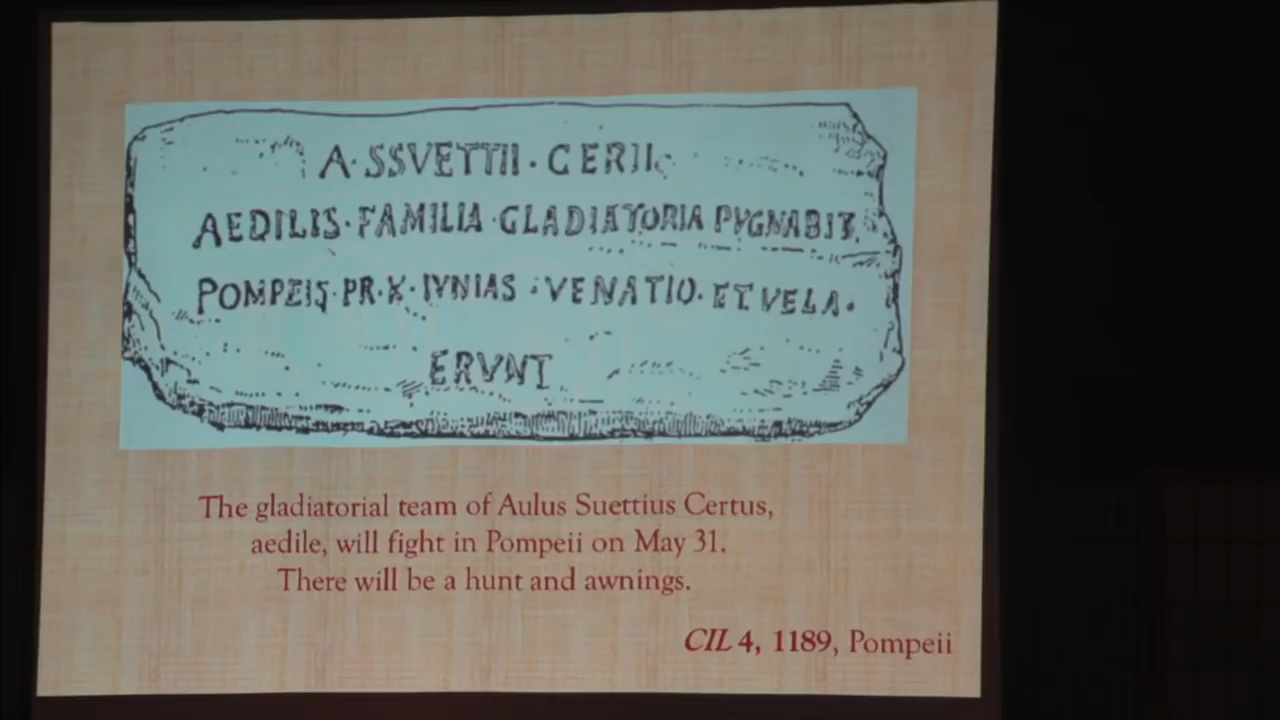 A·SSVETTII·CERII
AEDILIS·FAMILIA·GLADIATORIA PVGNABIT
POMPEIS·PR·K·IVNIAS·VENATIO·ET VELA·
ERVNT
The gladiatorial team of Aulus Suettius Certus,
aedile, will fight in Pompeii on May 31.
There will be a hunt and awnings.
CIL 4, 1189, Pompeii